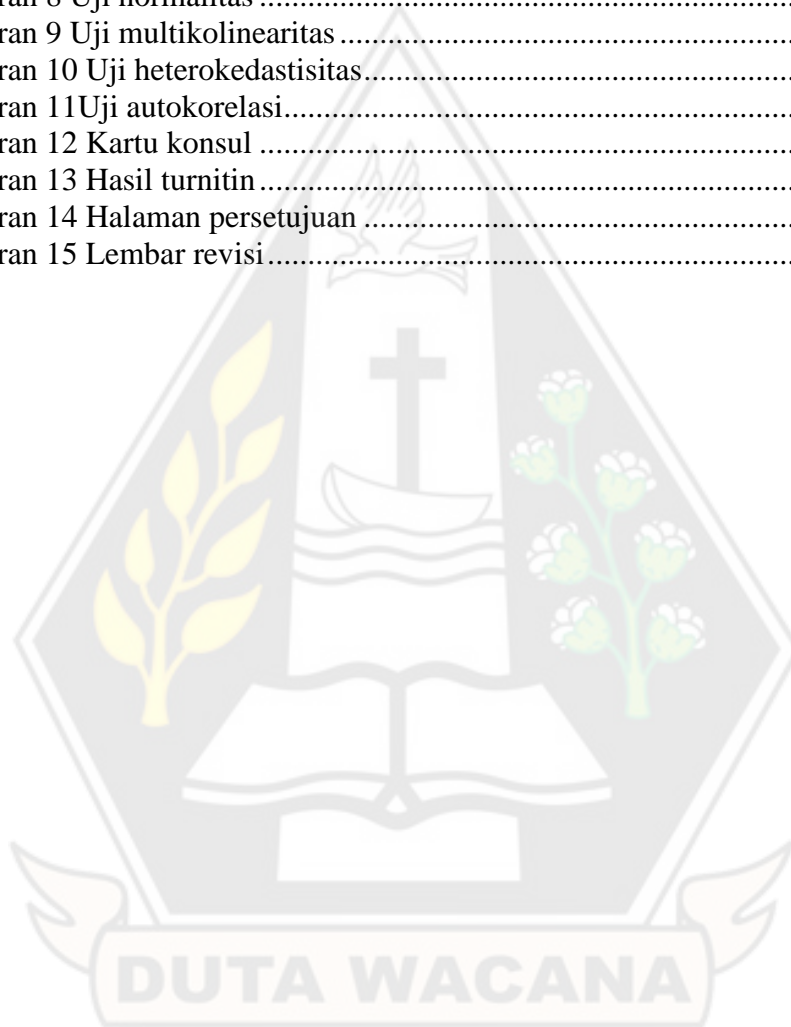 ran 8 Uji normalitas
ran 9 Uji multikolinearitas
ran 10 Uji heterokedastisitas
ran 11Uji autokorelasi
ran 12 Kartu konsul
ran 13 Hasil turnitin
ran 14 Halaman persetujuan
ran 15 Lembar revisi
DUTA WACANA